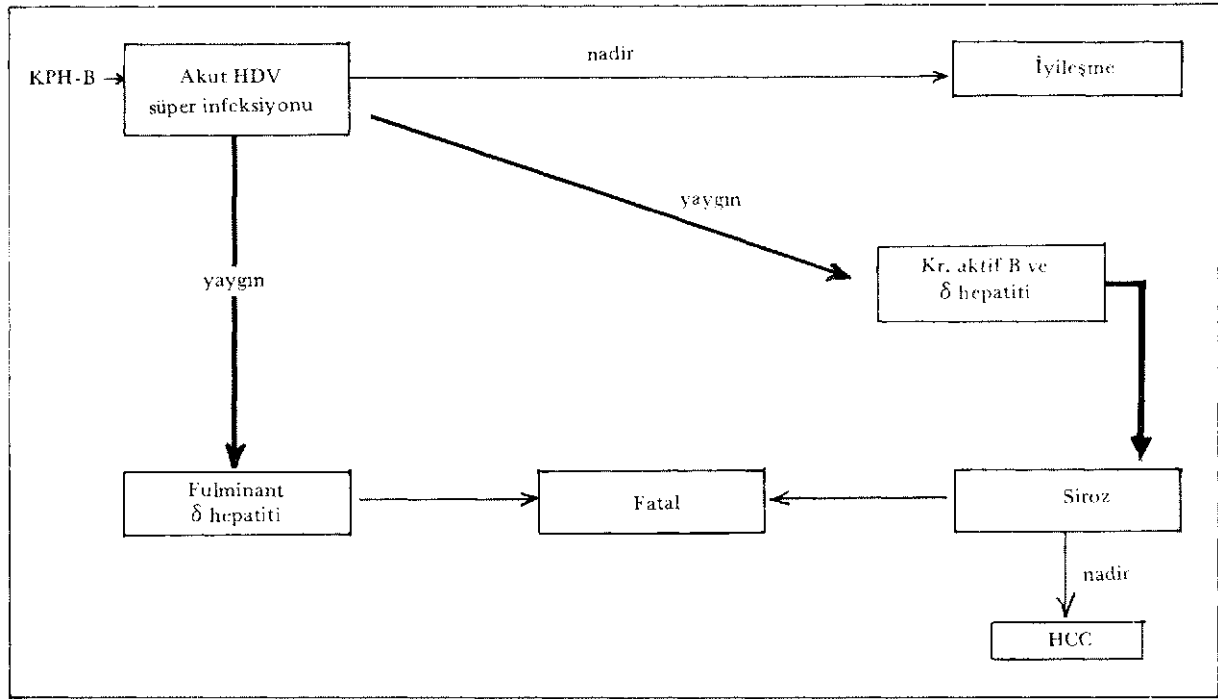 KPH-B
Akut HDV
süper infeksiyonu
nadir
İyileşme
yaygın
yaygın
Kr. aktif B ve
δ hepatiti
Fulminant
δ hepatiti
Fatal
Siroz
nadir
HCC